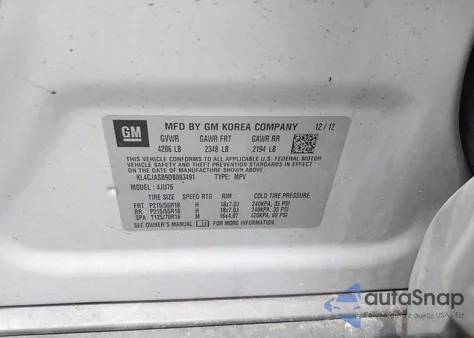 GM
MFD BY GM KOREA COMPANY 12/12
GVWR GAWR FRT GAWR RR
4286 LB 2348 LB 2194 LB
THIS VEHICLE CONFORMS TO ALL APPLICABLE U.S. FEDERAL MOTOR
VEHICLE SAFETY, BUMPER, AND THEFT PREVENTION STANDARDS
IN EFFECT ON THE DATE OF MANUFACTURE SHOWN ABOVE.
KL4CJASB9DB093491 TYPE: MPV
MODEL: 4JU76
TIRE SIZE SPEED RTG RIM COLD TIRE PRESSURE
FRT P215/55R18 H 18x7.0J 240KPA, 35 PSI
RR P215/55R18 H 18x7.0J 240KPA, 35 PSI
SPA T125/70R16 M 16x4.0T 420KPA, 60 PSI
SEE OWNER'S MANUAL FOR MORE INFORMATION.
autoSnap